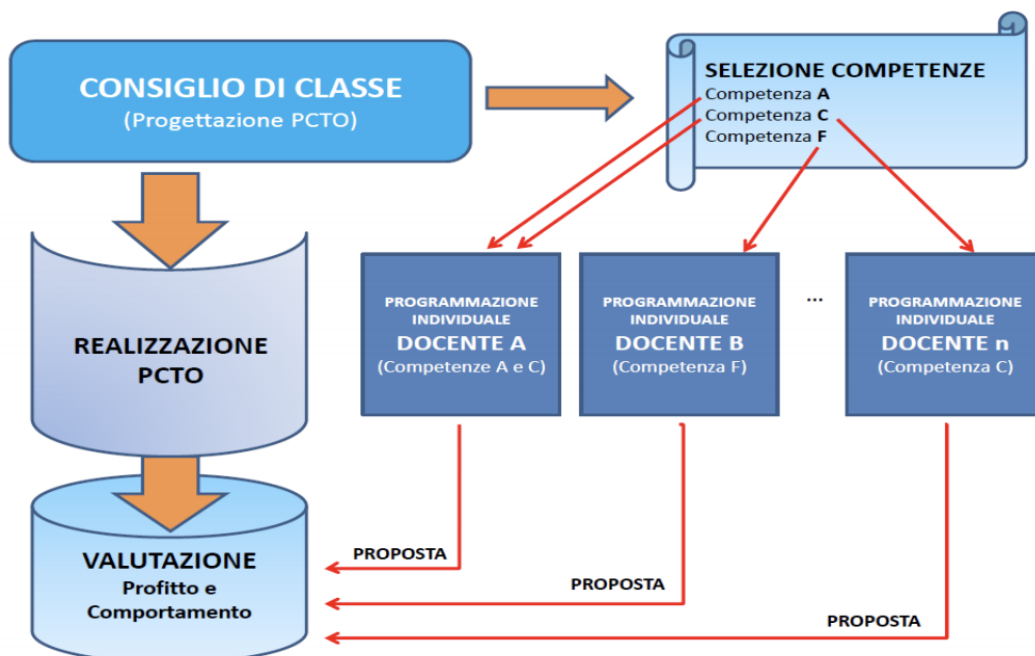 CONSIGLIO DI CLASSE
(Progettazione PCTO)
SELEZIONE COMPETENZE
Competenza A
Competenza C
Competenza F
REALIZZAZIONE
PCTO
PROGRAMMAZIONE
INDIVIDUALE
DOCENTE A
(Competenze A e C)
PROGRAMMAZIONE
INDIVIDUALE
DOCENTE B
(Competenza F)
...
PROGRAMMAZIONE
INDIVIDUALE
DOCENTE n
(Competenza C)
VALUTAZIONE
Profitto e
Comportamento
PROPOSTA
PROPOSTA
PROPOSTA